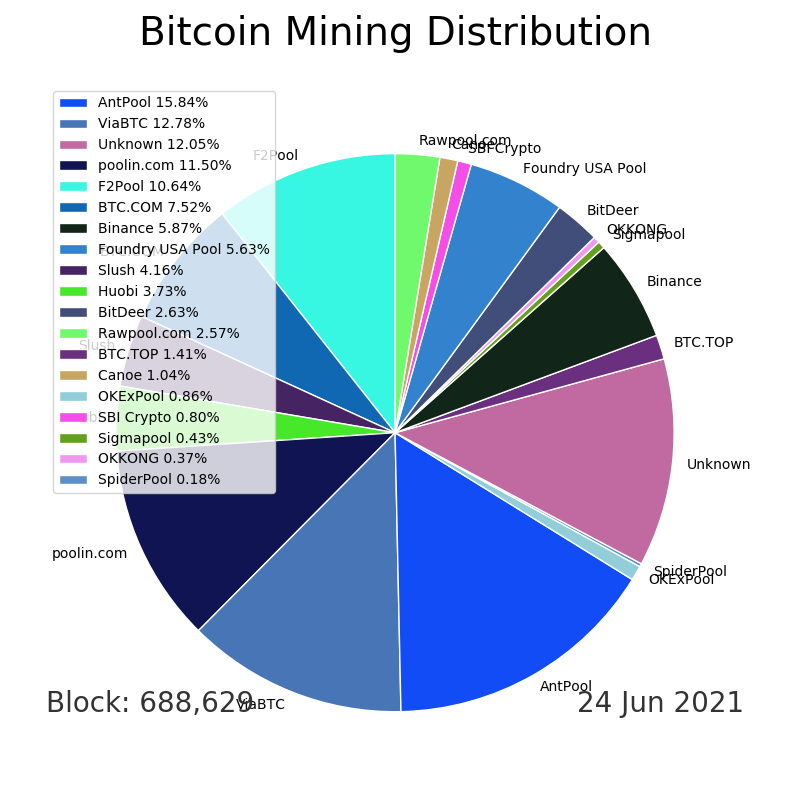 Bitcoin Mining Distribution
AntPool 15.84%
ViaBTC 12.78%
Unknown 12.05%
poolin.com 11.50%
F2Pool 10.64%
BTC.COM 7.52%
Binance 5.87%
Foundry USA Pool 5.63%
Slush 4.16%
Huobi 3.73%
BitDeer 2.63%
Rawpool.com 2.57%
BTC.TOP 1.41%
Canoe 1.04%
OKExPool 0.86%
SBI Crypto 0.80%
Sigmapool 0.43%
OKKONG 0.37%
SpiderPool 0.18%
F2Pool
Rawpool.com
Canoe
SBI Crypto
Foundry USA Pool
BitDeer
OKKONG
Sigmapool
Binance
BTC.TOP
Unknown
SpiderPool
OKExPool
AntPool
ViaBTC
poolin.com
Slush
Block: 688,629
24 Jun 2021